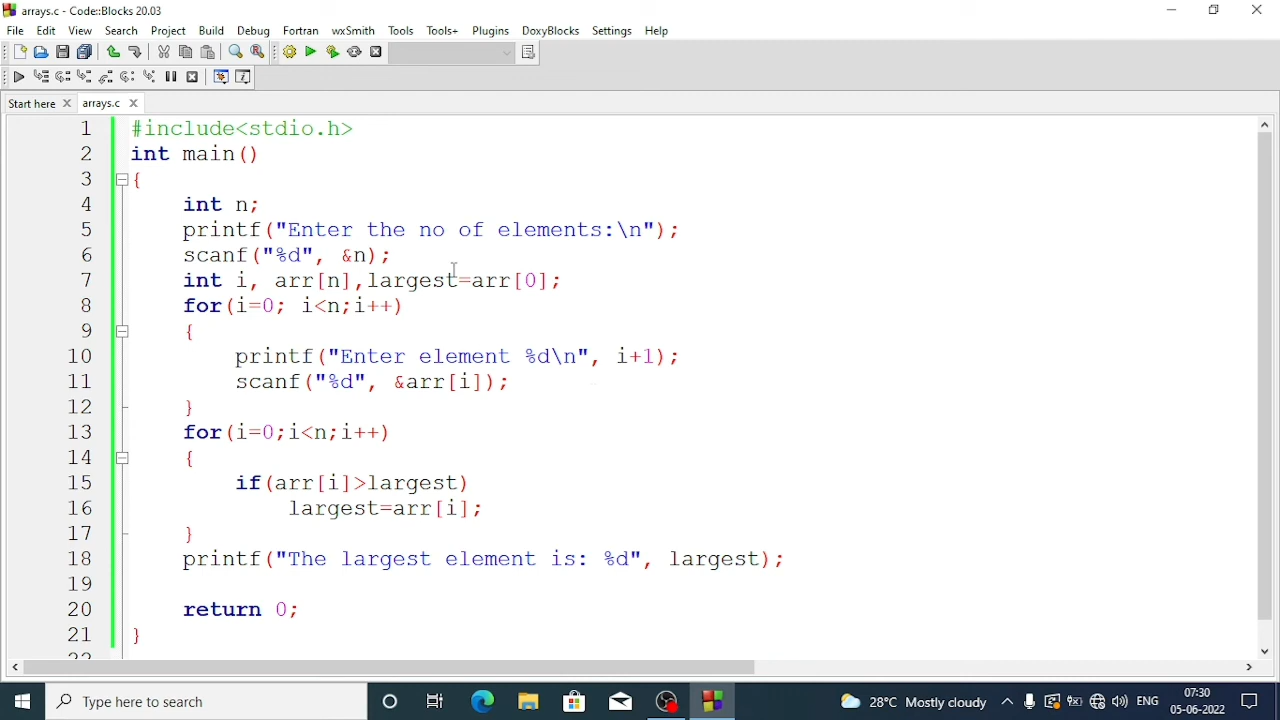 arrays.c - Code::Blocks 20.03
File Edit View Search Project Build Debug Fortran wxSmith Tools Tools+ Plugins DoxyBlocks Settings Help
Start here arrays.c
1 #include<stdio.h>
2 int main()
3 {
4 int n;
5 printf("Enter the no of elements:\n");
6 scanf("%d", &n);
7 int i, arr[n],largest=arr[0];
8 for(i=0; i<n;i++)
9 {
10 printf("Enter element %d\n", i+1);
11 scanf("%d", &arr[i]);
12 }
13 for(i=0;i<n;i++)
14 {
15 if(arr[i]>largest)
16 largest=arr[i];
17 }
18 printf("The largest element is: %d", largest);
19
20 return 0;
21 }
22
Type here to search 28°C Mostly cloudy ENG 07:30
05-06-2022